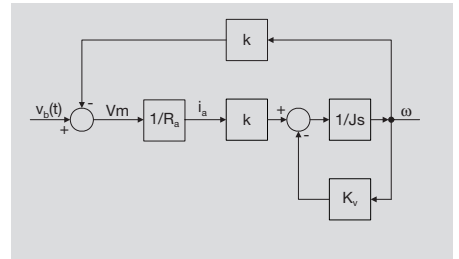 k
-
v_b(t)
+
Vm
1/R_a
i_a
k
+
-
1/Js
ω
K_v